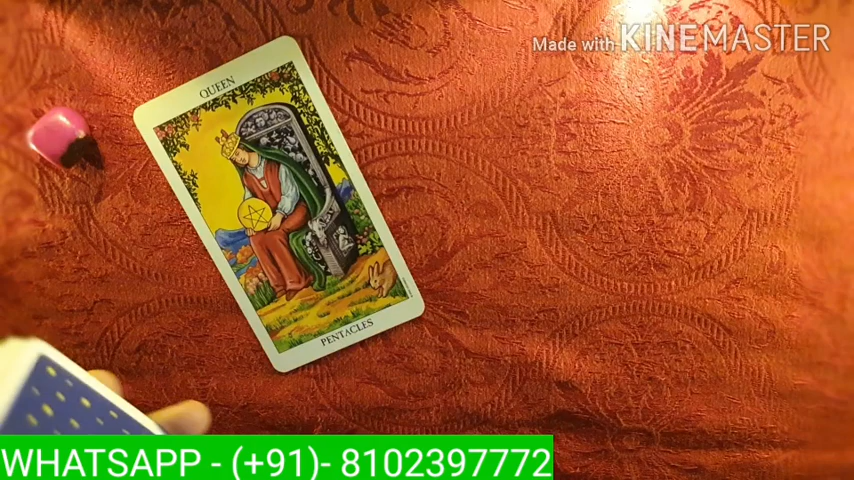 Made with KINEMASTER
QUEEN
PENTACLES
WHATSAPP - (+91)- 8102397772